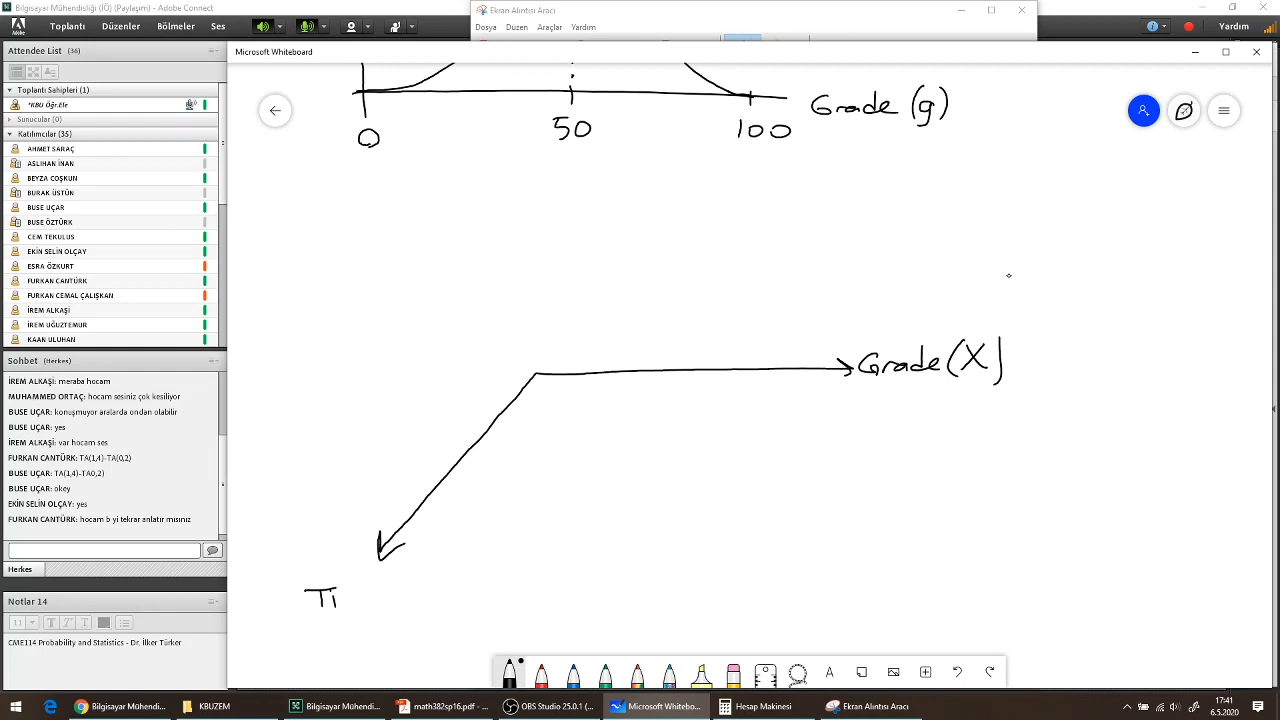 Bilgisayar Mühendisliği (İÖ) (Paylaşım) - Adobe Connect
Adobe
Toplantı Düzenler Bölmeler Ses
Yardım
Ekran Alıntısı Aracı
Dosya Düzen Araçlar Yardım
Attendee List (36)
Toplantı Sahipleri (1)
*KBU Öğr.Ele
Sunucular (0)
Katılımcılar (35)
AHMET SARAÇ
ASLIHAN İNAN
BEYZA COŞKUN
BURAK ÜSTÜN
BUSE UÇAR
BUSE ÖZTÜRK
CEM TEKULUS
EKİN SELİN OLÇAY
ESRA ÖZKURT
FURKAN CANTÜRK
FURKAN CEMAL ÇALIŞKAN
İREM ALKAŞİ
İREM UĞUZTEMUR
KAAN ULUHAN
Sohbet (Herkes)
İREM ALKAŞİ: meraba hocam
MUHAMMED ORTAÇ: hocam sesiniz çok kesiliyor
BUSE UÇAR: konuşmuyor aralarda ondan olabilir
BUSE UÇAR: yes
İREM ALKAŞİ: var hocam ses
FURKAN CANTÜRK: TA(1,4)-TA(0,2)
BUSE UÇAR: TA(1,4)-TA0,2)
BUSE UÇAR: okey
EKİN SELİN OLÇAY: yes
FURKAN CANTÜRK: hocam b yi tekrar anlatır mısınız
Herkes
Notlar 14
11
T T T
CME114 Probability and Statistics - Dr. İlker Türker
Microsoft Whiteboard
0 50 100 Grade (g)
Grade (X)
Ti
A
Bilgisayar Mühendi...
KUZEM
Bilgisayar Mühendi...
math382sp16.pdf - ...
OBS Studio 25.0.1 (...
Microsoft Whitebo...
Hesap Makinesi
Ekran Alıntısı Aracı
17:41
6.5.2020